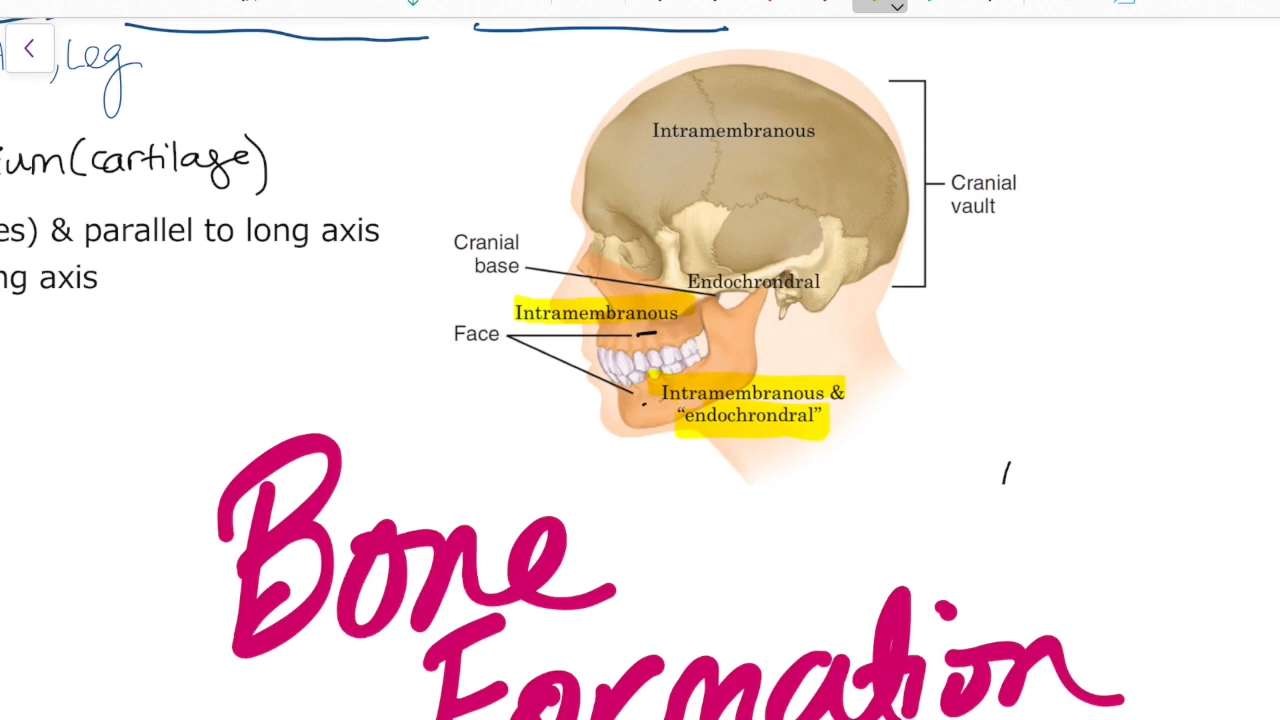 , Leg
ium(cartilage)
es) & parallel to long axis
ng axis
Intramembranous
Cranial
vault
Cranial
base
Endochrondral
Intramembranous
Face
Intramembranous &
“endochrondral”
Bone
Formation